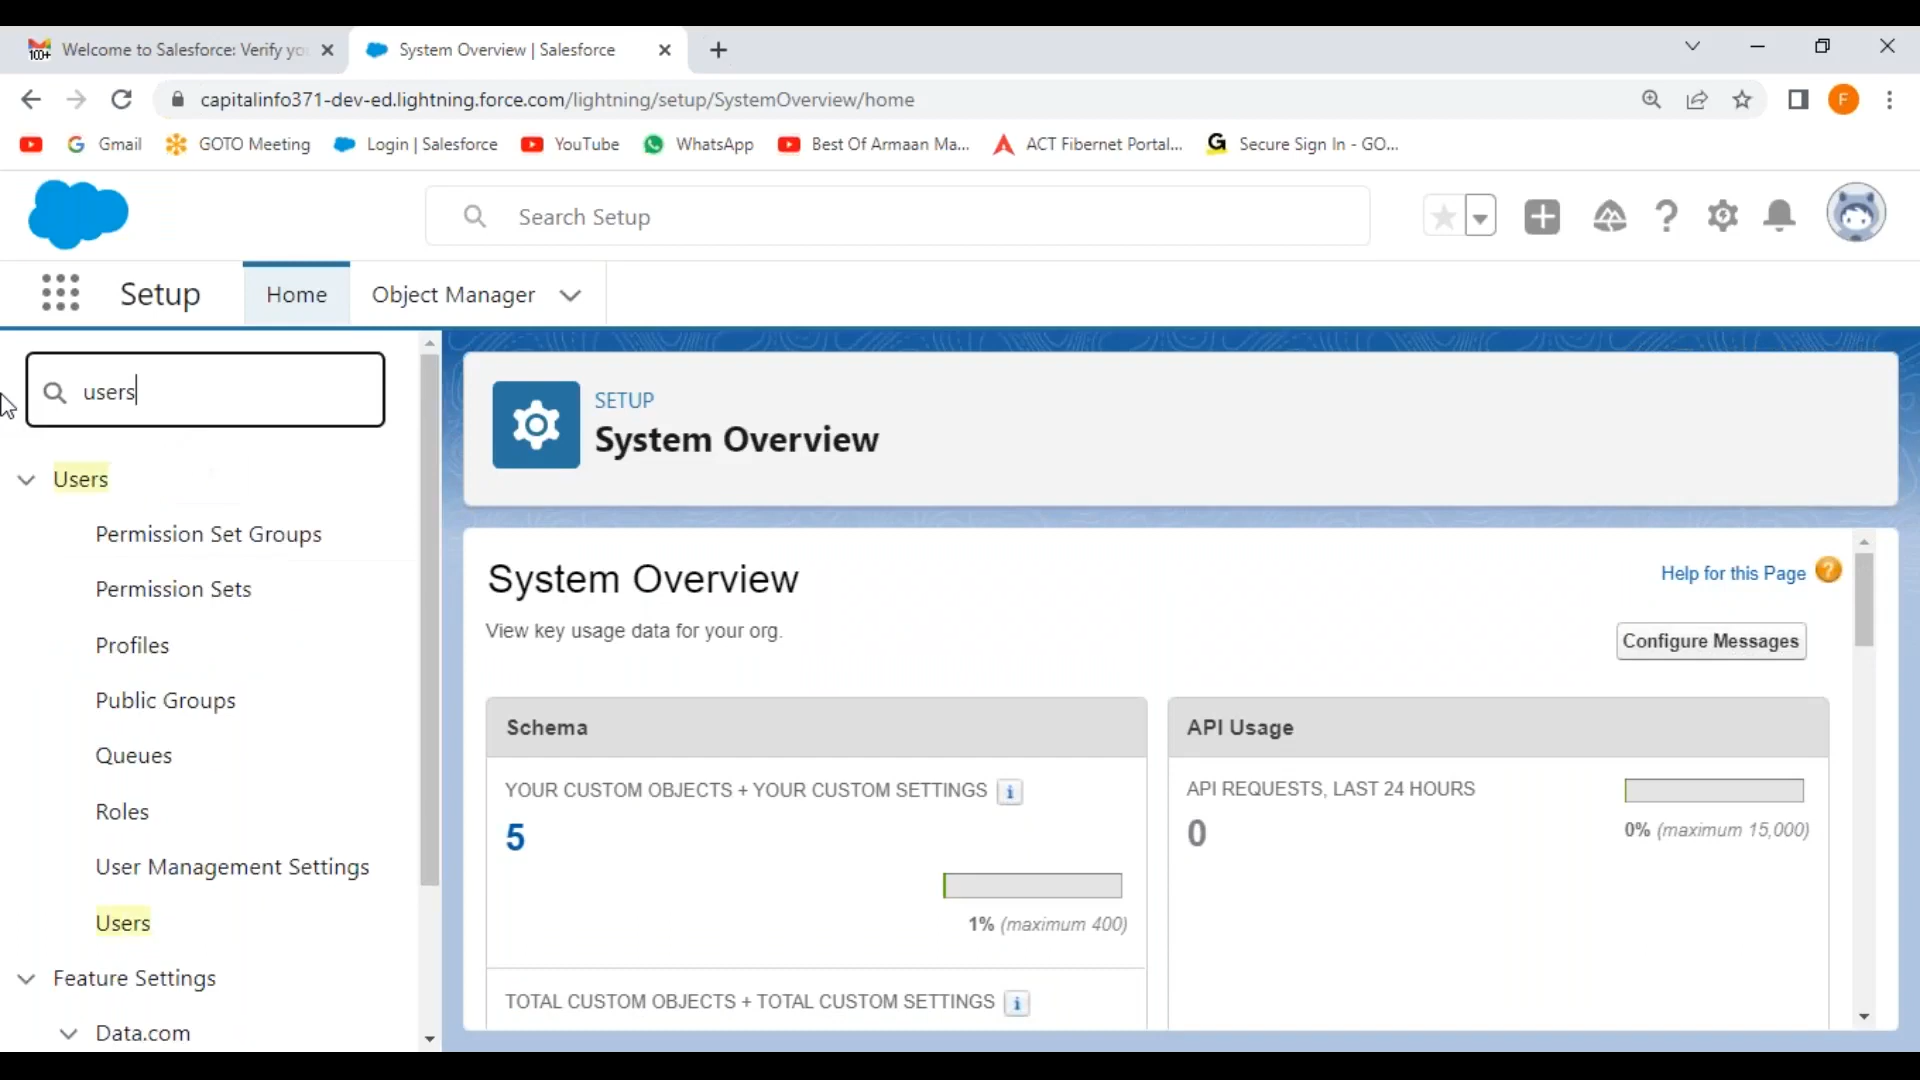 Welcome to Salesforce: Verify yo
System Overview | Salesforce
capitalinfo371-dev-ed.lightning.force.com/lightning/setup/SystemOverview/home
F
Gmail
GOTO Meeting
Login | Salesforce
YouTube
WhatsApp
Best Of Armaan Ma...
ACT Fibernet Portal...
Secure Sign In - GO...
Search Setup
Setup
Home
Object Manager
users
Users
Permission Set Groups
Permission Sets
Profiles
Public Groups
Queues
Roles
User Management Settings
Users
Feature Settings
Data.com
SETUP
System Overview
System Overview
Help for this Page
View key usage data for your org.
Configure Messages
Schema
YOUR CUSTOM OBJECTS + YOUR CUSTOM SETTINGS
5
1% (maximum 400)
TOTAL CUSTOM OBJECTS + TOTAL CUSTOM SETTINGS
API Usage
API REQUESTS, LAST 24 HOURS
0
0% (maximum 15,000)